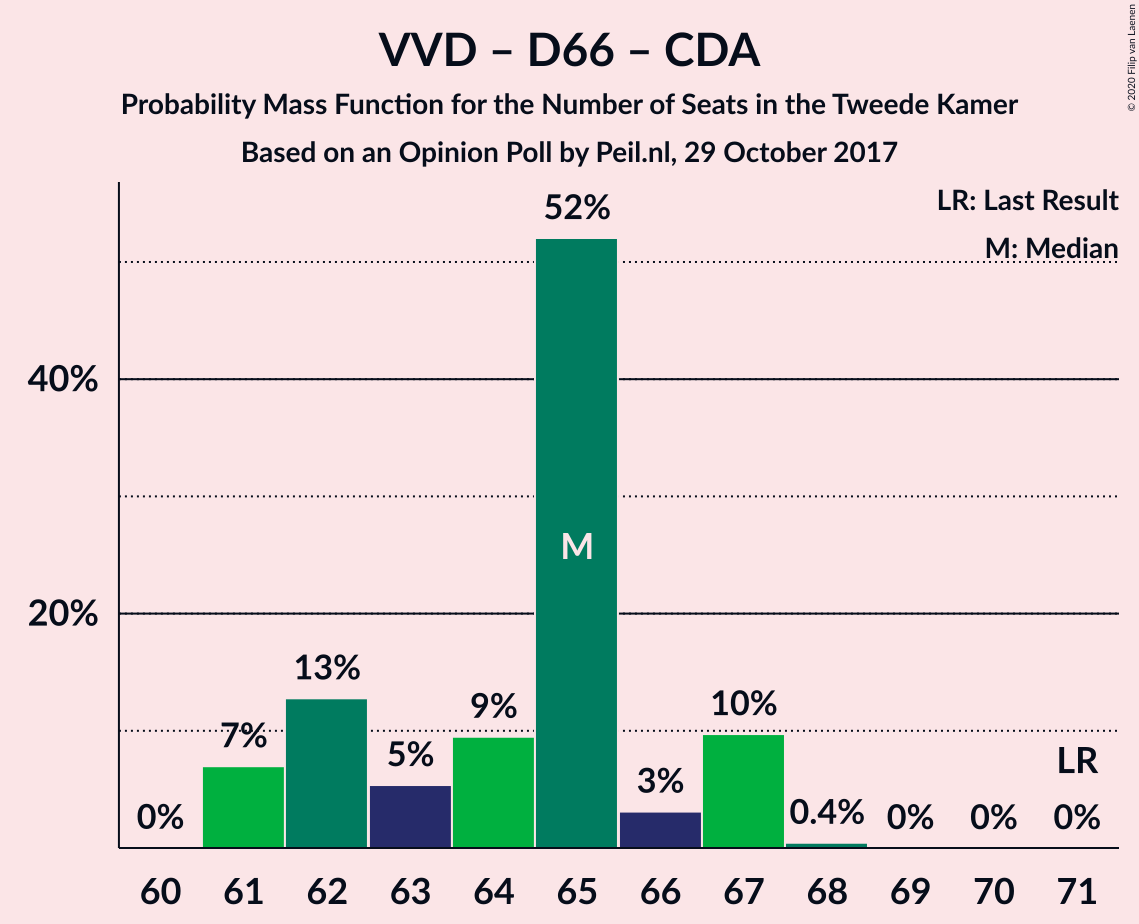 VVD – D66 – CDA
Probability Mass Function for the Number of Seats in the Tweede Kamer
Based on an Opinion Poll by Peil.nl, 29 October 2017
© 2020 Filip van Laenen
LR: Last Result
M: Median
52%
40%
M
20%
13%
10%
9%
7%
5%
3%
LR
0%
0.4%
0%
0%
0%
60 61 62 63 64 65 66 67 68 69 70 71